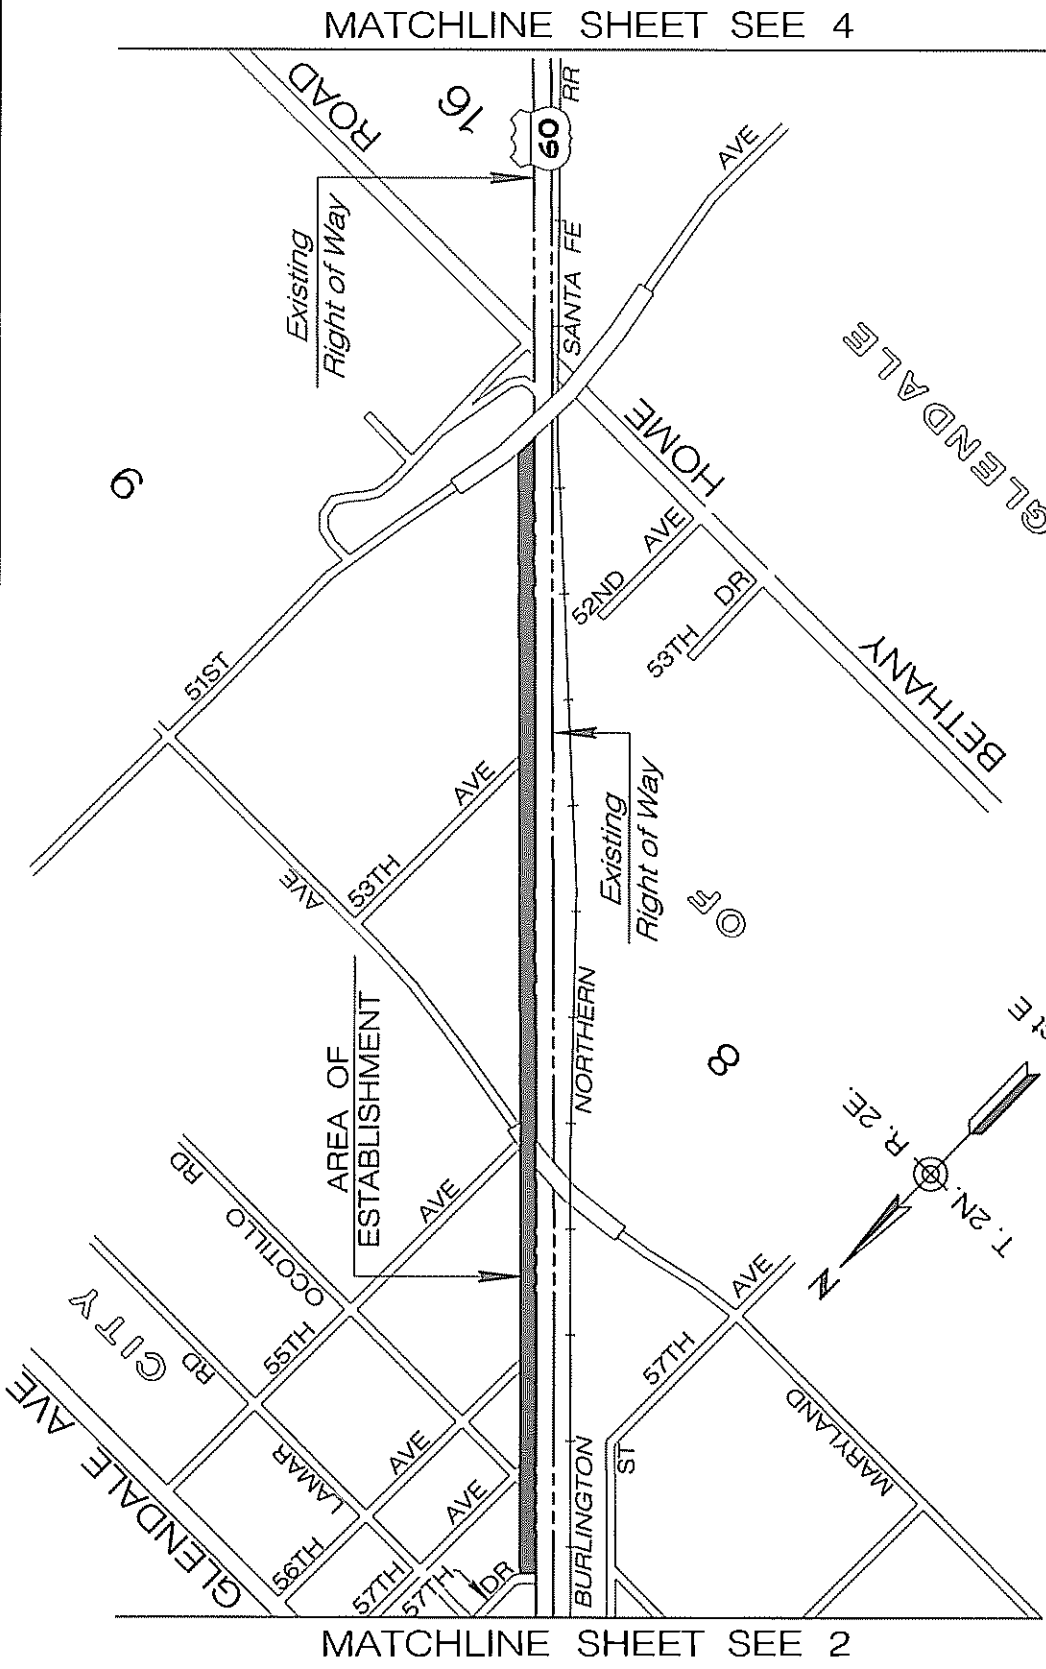 MATCHLINE SHEET SEE 4
ROAD
16
60
RR
AVE
Existing
Right of Way
SANTA FE
GLENDALE
HOME
9
52ND AVE
53TH DR
51ST
BETHANY
AVE
53TH AVE
Existing
Right of Way
OF
AREA OF
ESTABLISHMENT
NORTHERN
8
R. 2E.
T. 2N.
N
OCOTILLO RD
55TH AVE
CITY
LAMAR RD
57TH AVE
MARYLAND
GLENDALE AVE
56TH AVE
57TH AVE
57TH DR
BURLINGTON
ST
MATCHLINE SHEET SEE 2